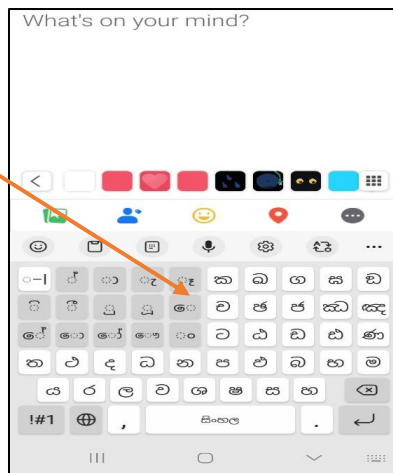 What's on your mind?
්‍ ් ා ැ ෑ ක ඛ ග ඝ ඞ
ි ී ු ූ ෙ ච ඡ ජ ඣ ඤ
ේ ො ෝ ෞ ං ට ඨ ඩ ඪ ණ
ත ථ ද ධ න ප ඵ බ භ ම
ය ර ල ව ශ ෂ ස හ
!#1 , සිංහල .